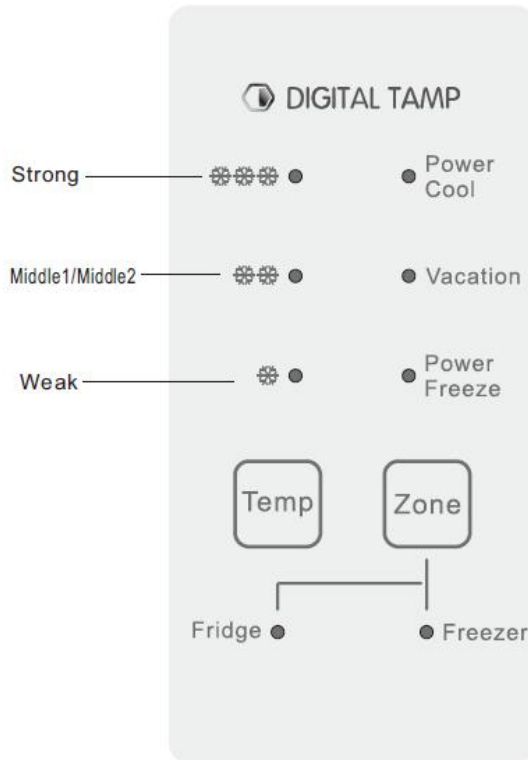 DIGITAL TAMP
Strong
Power
Cool
Middle1/Middle2
Vacation
Weak
Power
Freeze
Temp
Zone
Fridge
Freezer